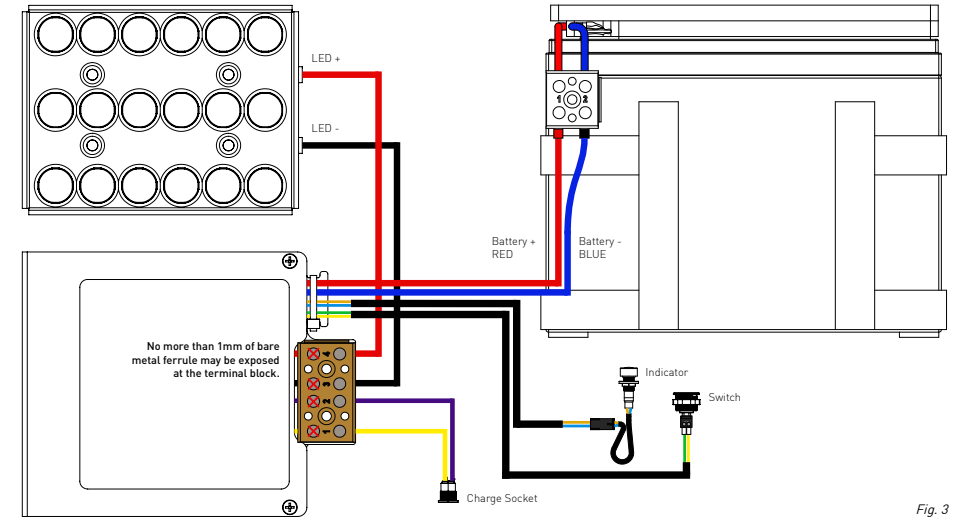 LED +
LED -
1 2
Battery +
RED
Battery -
BLUE
No more than 1mm of bare
metal ferrule may be exposed
at the terminal block.
4
3
2
1
Indicator
Switch
Charge Socket
Fig. 3